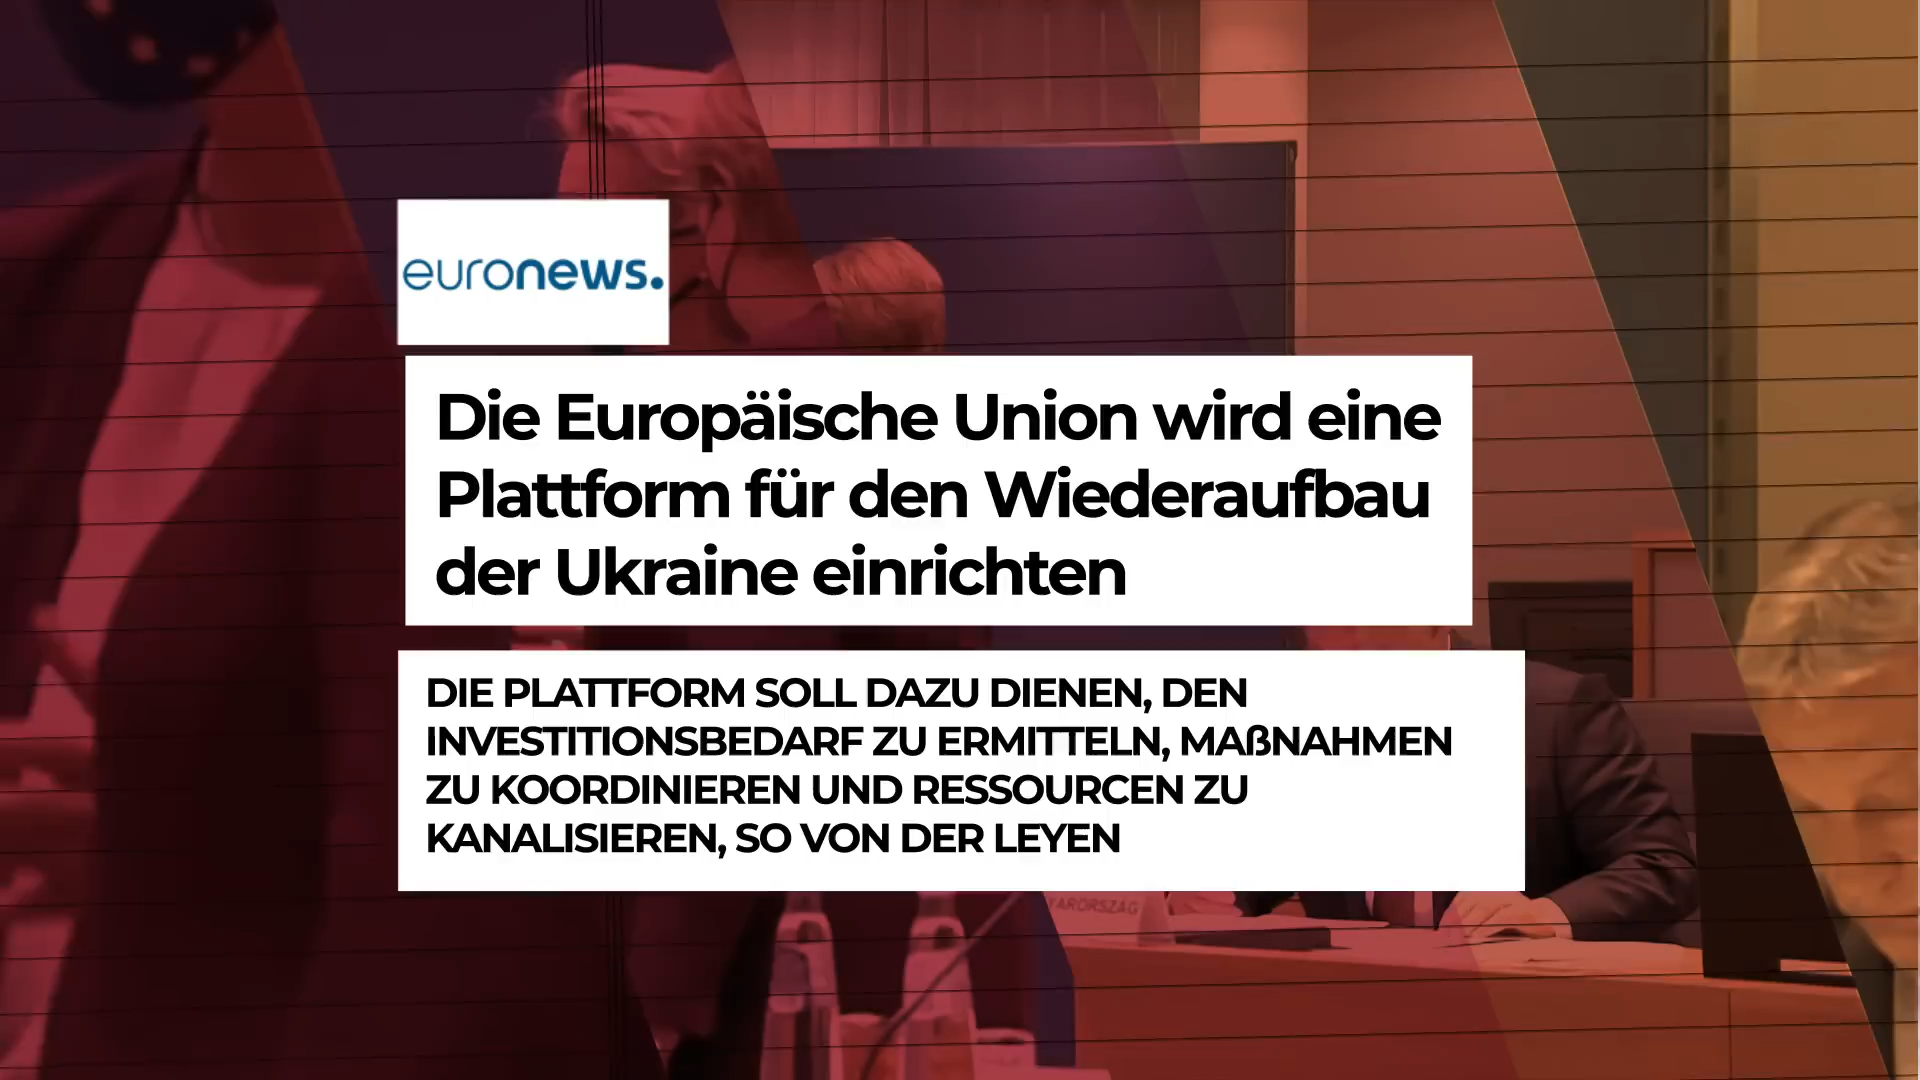 euronews.
Die Europäische Union wird eine
Plattform für den Wiederaufbau
der Ukraine einrichten
DIE PLATTFORM SOLL DAZU DIENEN, DEN
INVESTITIONSBEDARF ZU ERMITTELN, MAßNAHMEN
ZU KOORDINIEREN UND RESSOURCEN ZU
KANALISIEREN, SO VON DER LEYEN
YARORSZÁG